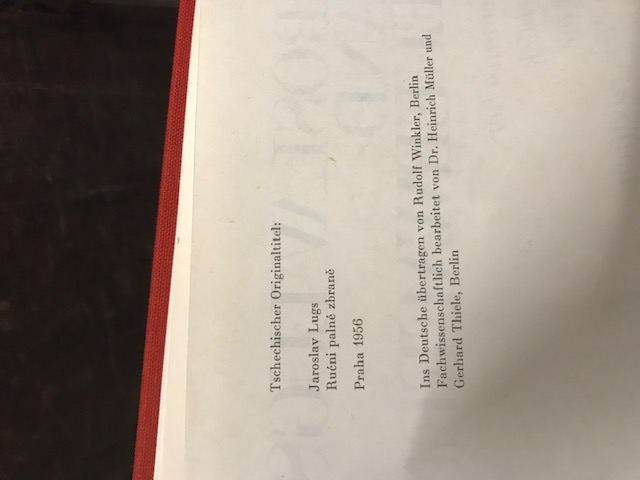 Tschechischer Originaltitel:
Jaroslav Lugs
Ručni palné zbraně
Praha 1956
Ins Deutsche übertragen von Rudolf Winkler, Berlin
Fachwissenschaftlich bearbeitet von Dr. Heinrich Müller und
Gerhard Thiele, Berlin